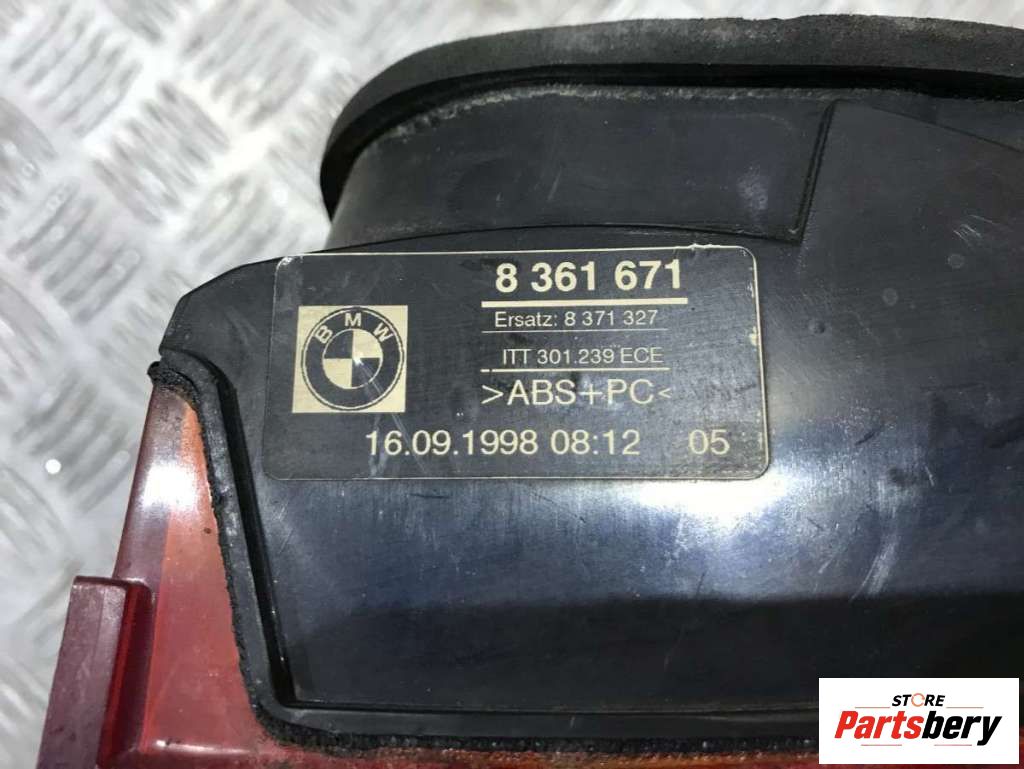 8 361 671
Ersatz: 8 371 327
BMW
ITT 301.239 ECE
>ABS+PC<
16.09.1998 08:12 05
STORE
Partsbery